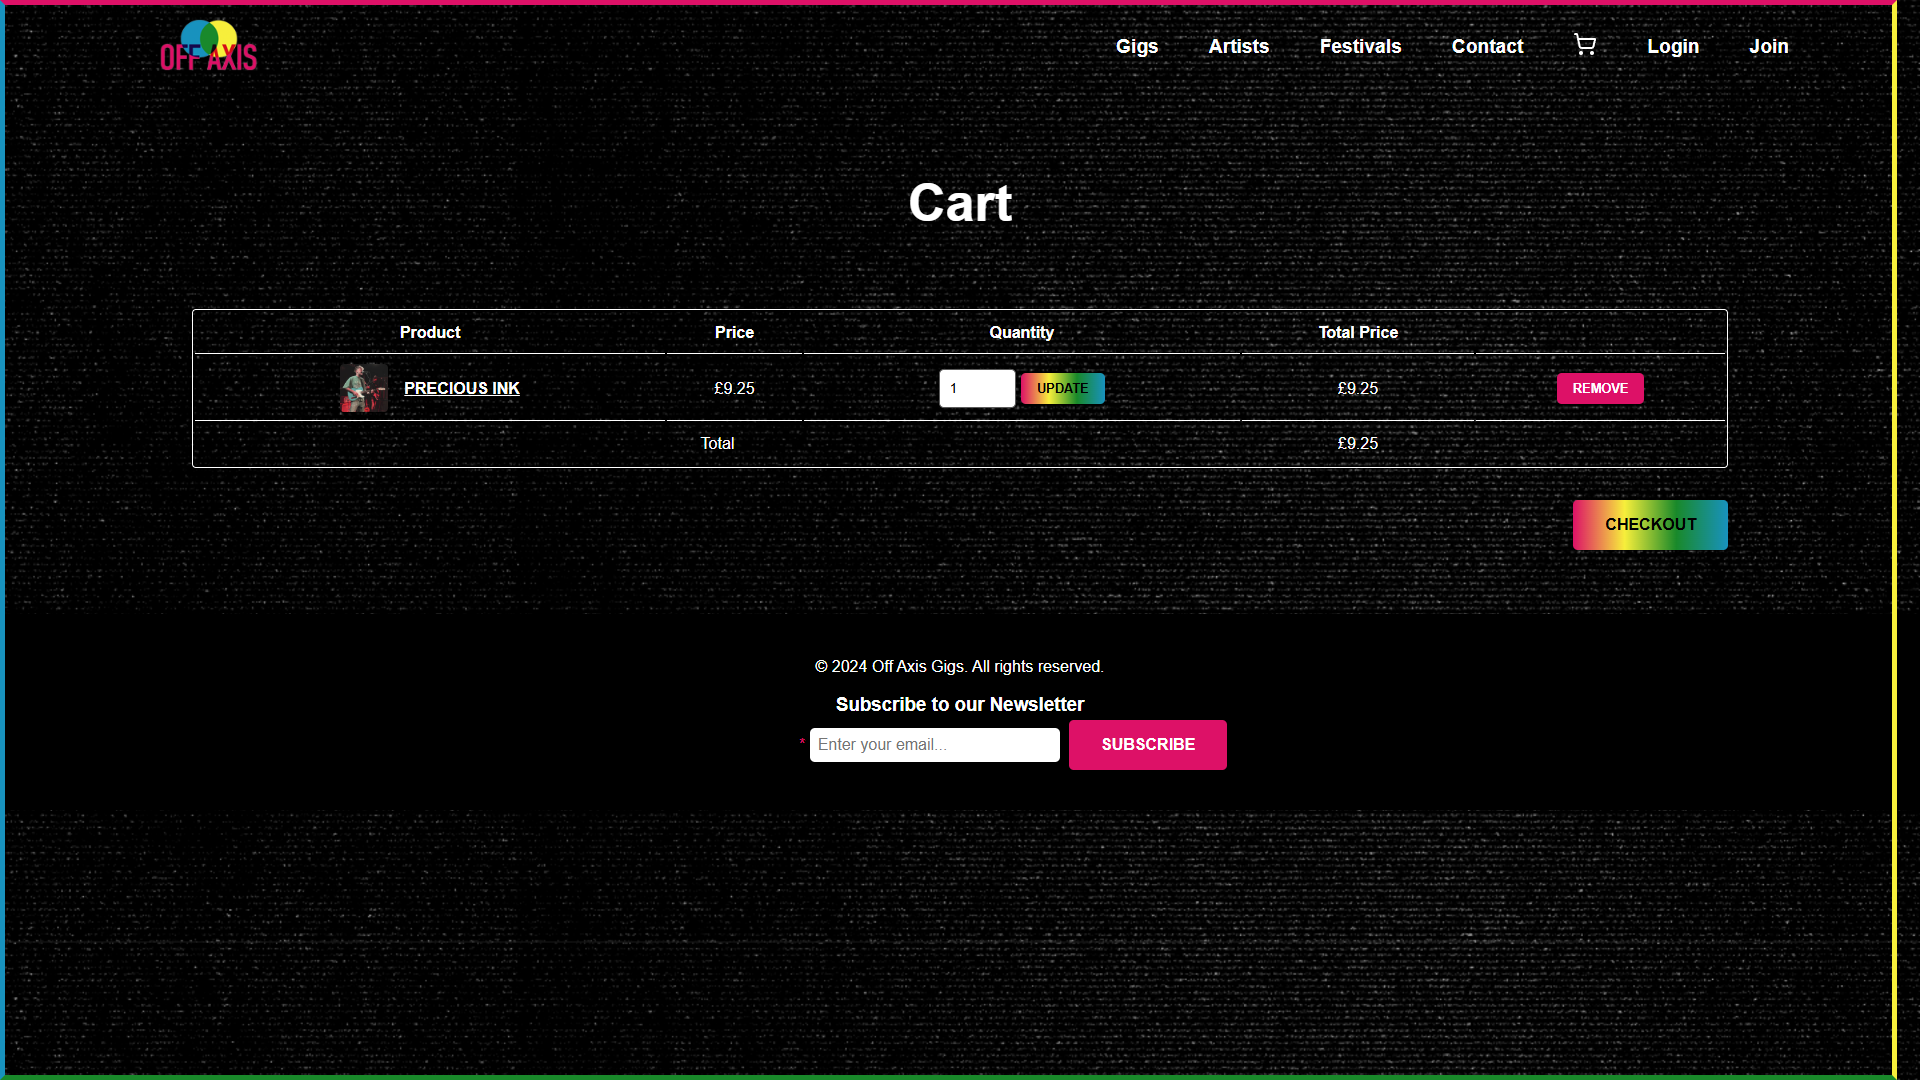 OFF AXIS
Gigs Artists Festivals Contact Login Join
Cart
Product Price Quantity Total Price
PRECIOUS INK £9.25 1 UPDATE £9.25 REMOVE
Total £9.25
CHECKOUT
© 2024 Off Axis Gigs. All rights reserved.
Subscribe to our Newsletter
* Enter your email... SUBSCRIBE